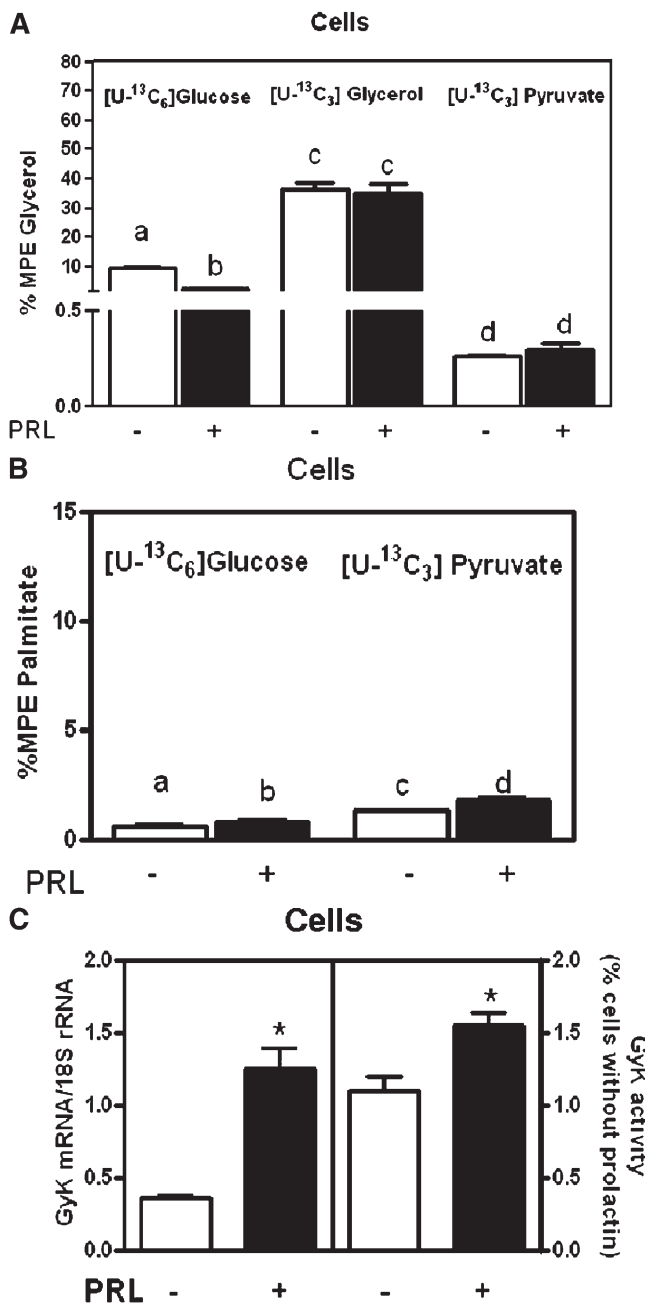 A
Cells
80
70
60
50
40
30
20
10
0.5
0.0
% MPE Glycerol
[U-¹³C₆]Glucose [U-¹³C₃] Glycerol [U-¹³C₃] Pyruvate
a b c c d d
PRL - + - + - +
B
Cells
15
10
5
0
%MPE Palmitate
[U-¹³C₆]Glucose [U-¹³C₃] Pyruvate
a b c d
PRL - + - +
C
Cells
2.0
1.5
1.0
0.5
0.0
GyK mRNA/18S rRNA
* *
2.0
1.5
1.0
0.5
0.0
GyK activity
(% cells without prolactin)
PRL - + - +